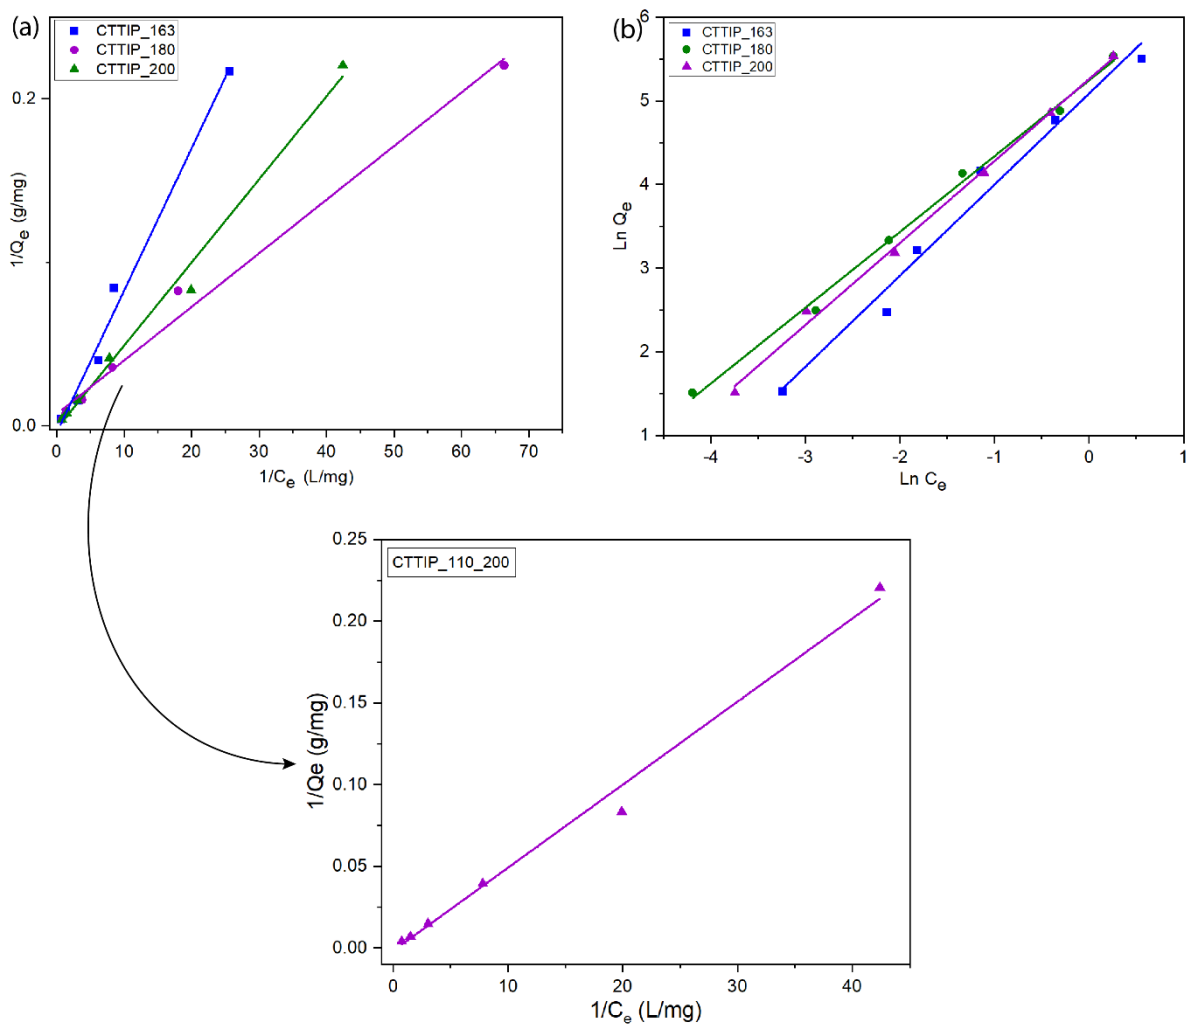 (a)
CTTIP_163
CTTIP_180
CTTIP_200
1/Qe (g/mg)
0.2
0.0
0 10 20 30 40 50 60 70
1/Ce (L/mg)
(b)
CTTIP_163
CTTIP_180
CTTIP_200
Ln Qe
6
5
4
3
2
1
-4 -3 -2 -1 0 1
Ln Ce
CTTIP_110_200
1/Qe (g/mg)
0.25
0.20
0.15
0.10
0.05
0.00
0 10 20 30 40
1/Ce (L/mg)